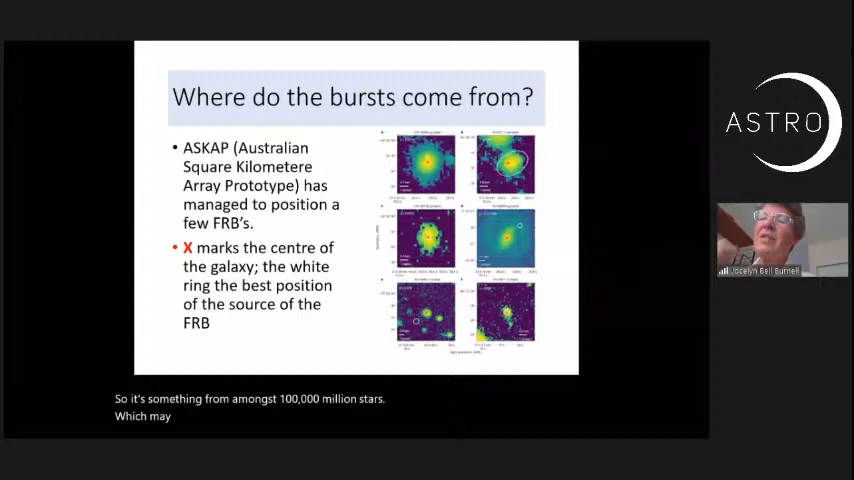 Where do the bursts come from?
• ASKAP (Australian
Square Kilometere
Array Prototype) has
managed to position a
few FRB's.
• X marks the centre of
the galaxy; the white
ring the best position
of the source of the
FRB
ASTRO
Jocelyn Bell Burnell
So it's something from amongst 100,000 million stars.
Which may